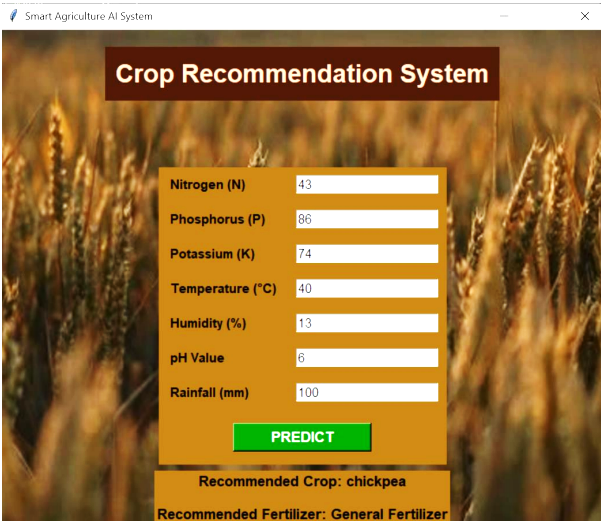 Smart Agriculture AI System
Crop Recommendation System
Nitrogen (N) 43
Phosphorus (P) 86
Potassium (K) 74
Temperature (°C) 40
Humidity (%) 13
pH Value 6
Rainfall (mm) 100
PREDICT
Recommended Crop: chickpea
Recommended Fertilizer: General Fertilizer